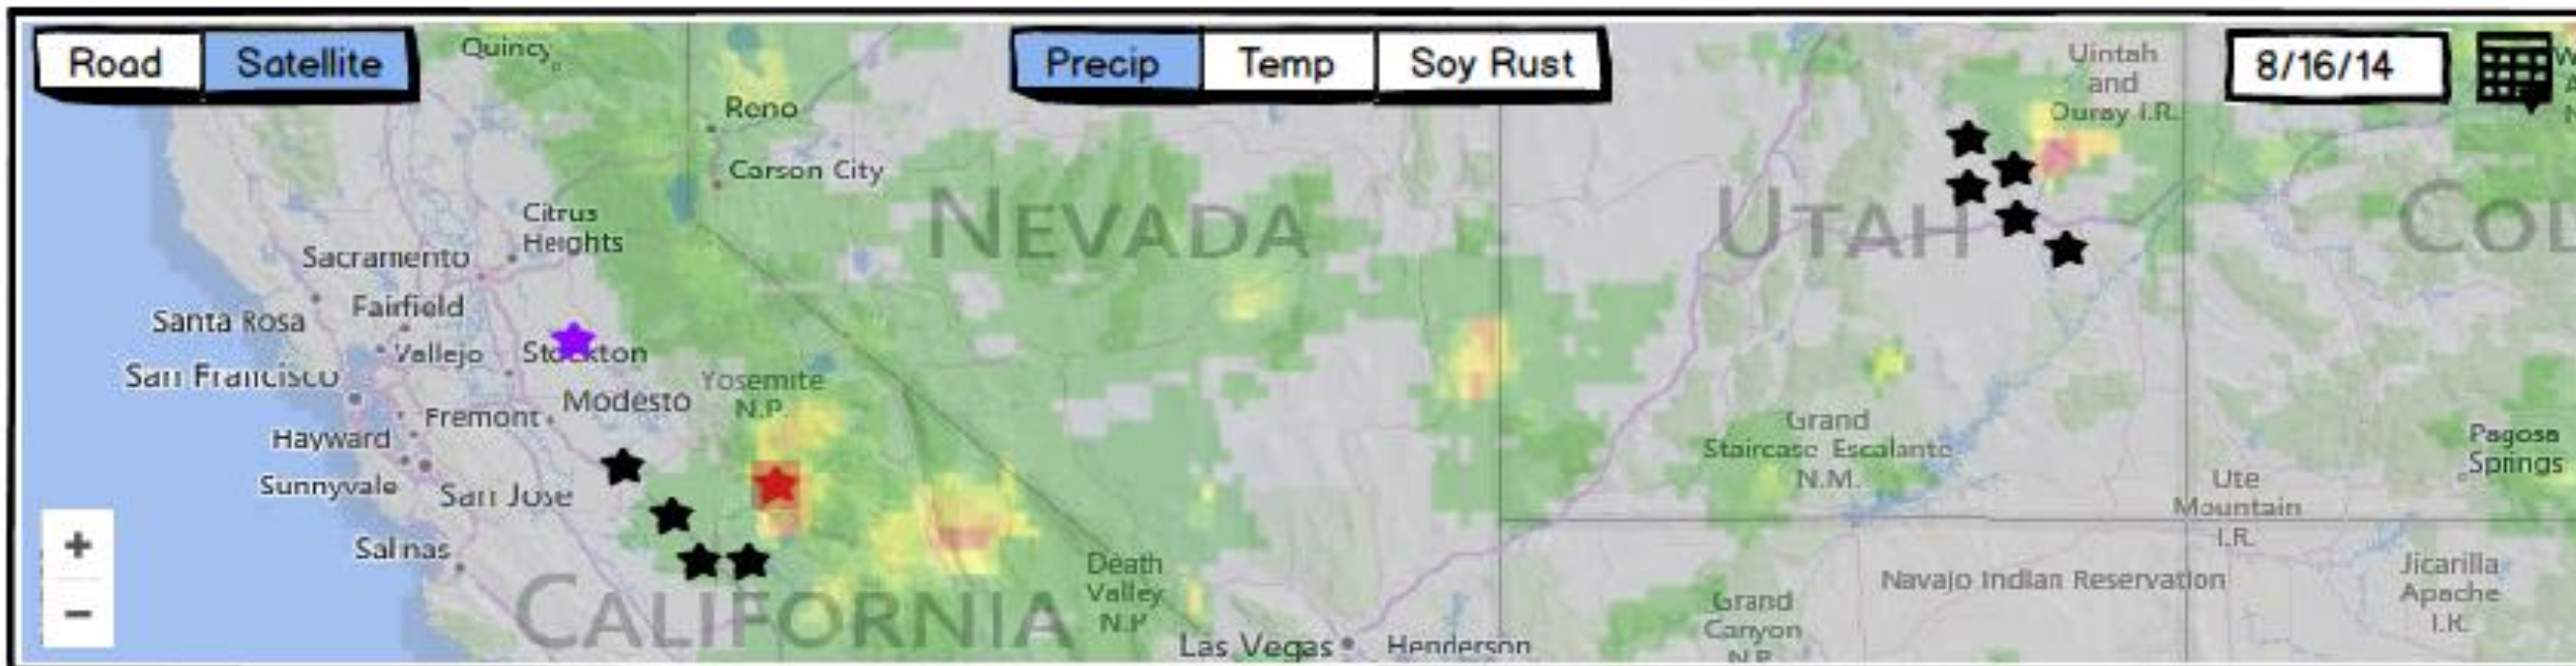 Road
Satellite
Quincy
Precip
Temp
Soy Rust
8/16/14
Uintah
and
Ouray I.R.
Reno
Carson City
NEVADA
UTAH
Citrus
Heights
Sacramento
Fairfield
Santa Rosa
Vallejo
Stockton
San Francisco
Yosemite
N.P.
Modesto
Fremont
Hayward
Sunnyvale
San Jose
Salinas
CALIFORNIA
Death
Valley
N.P
Las Vegas
Henderson
Grand
Staircase Escalante
N.M.
Grand
Canyon
N.P.
Navajo Indian Reservation
Ute
Mountain
I.R.
Pagosa
Springs
Jicarilla
Apache
I.R.
COL
+
−